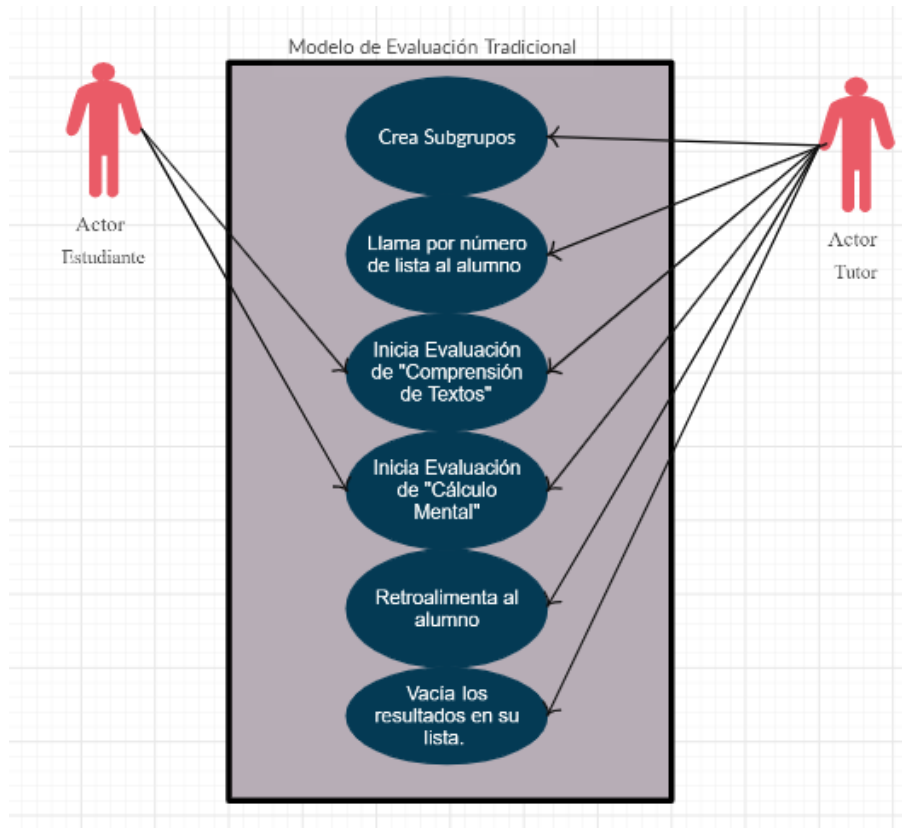 Modelo de Evaluación Tradicional
Crea Subgrupos
Actor
Estudiante
Llama por número
de lista al alumno
Actor
Tutor
Inicia Evaluación
de "Comprensión
de Textos"
Inicia Evaluación
de "Cálculo
Mental"
Retroalimenta al
alumno
Vacia los
resultados en su
lista.